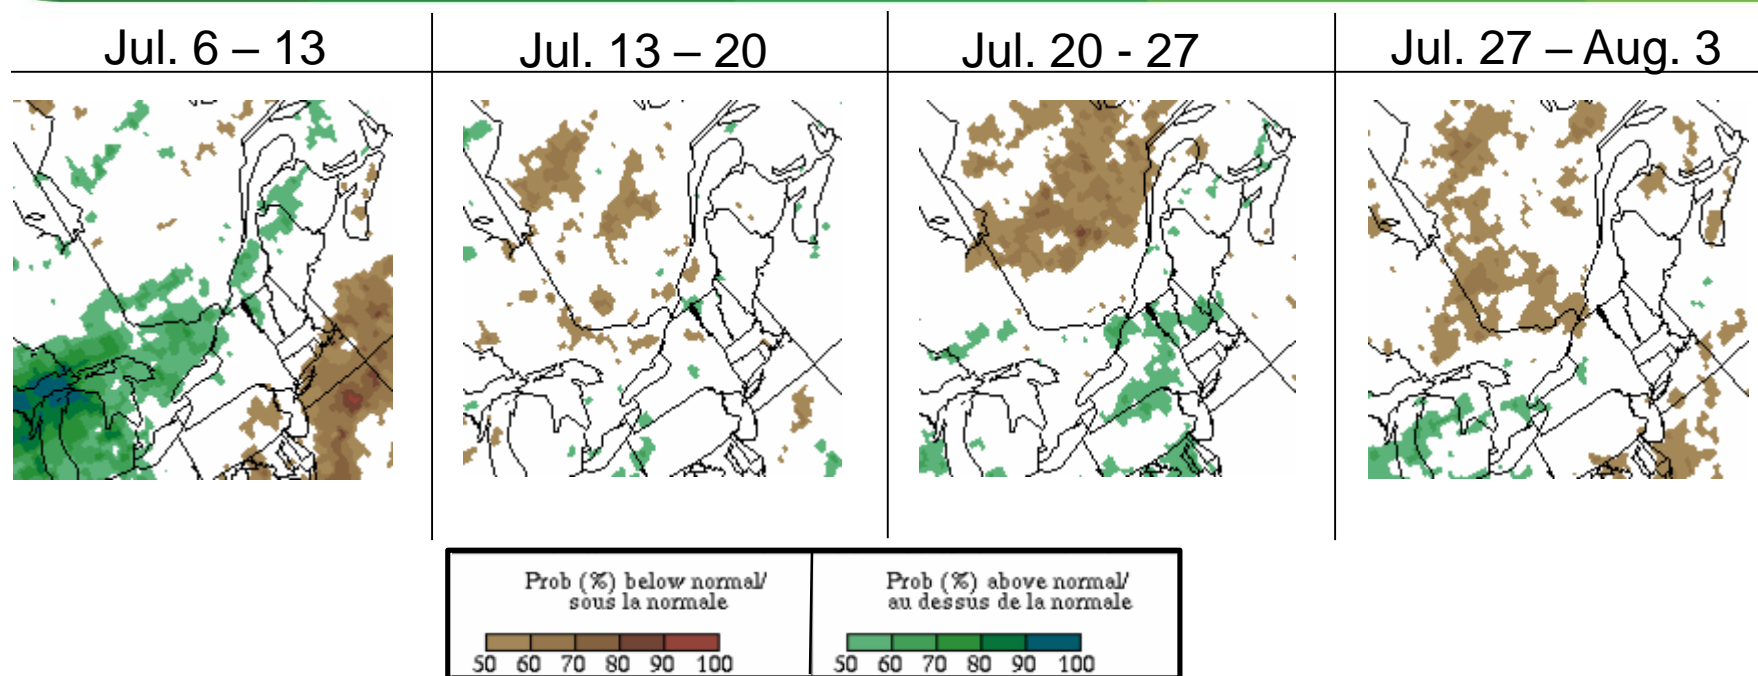 Jul. 6 – 13
Jul. 13 – 20
Jul. 20 - 27
Jul. 27 – Aug. 3
Prob (%) below normal/
sous la normale
50 60 70 80 90 100
Prob (%) above normal/
au dessus de la normale
50 60 70 80 90 100